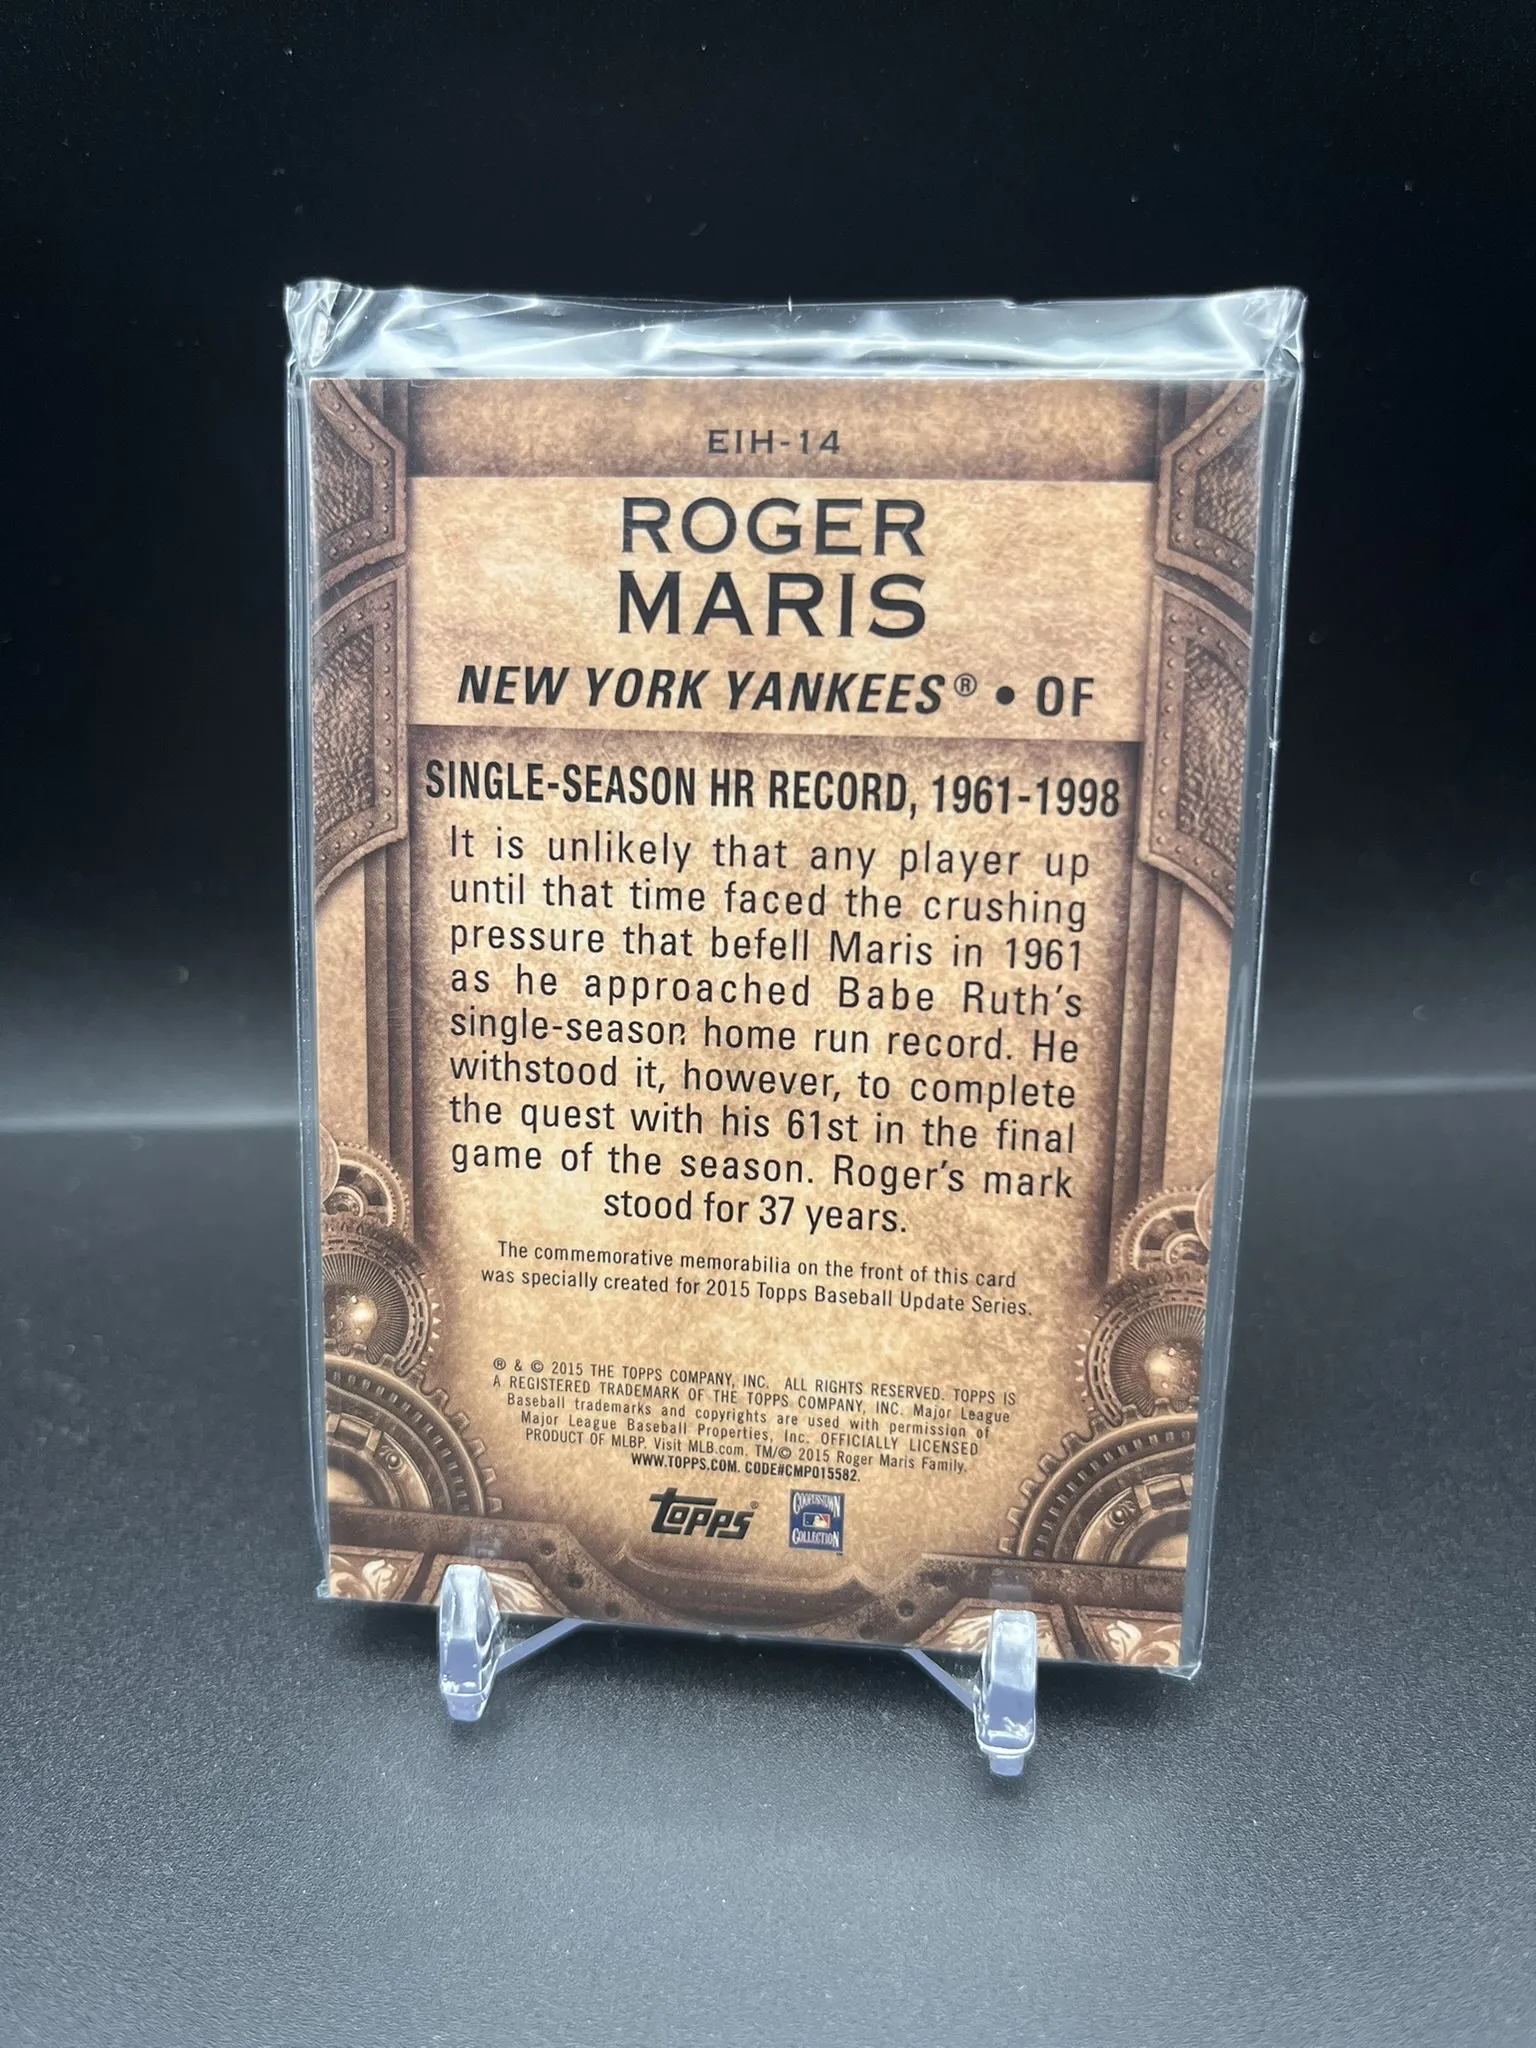 EIH-14
ROGER
MARIS
NEW YORK YANKEES® • OF
SINGLE-SEASON HR RECORD, 1961-1998
It is unlikely that any player up
until that time faced the crushing
pressure that befell Maris in 1961
as he approached Babe Ruth's
single-season home run record. He
withstood it, however, to complete
the quest with his 61st in the final
game of the season. Roger's mark
stood for 37 years.
The commemorative memorabilia on the front of this card
was specially created for 2015 Topps Baseball Update Series.
® & © 2015 THE TOPPS COMPANY, INC. ALL RIGHTS RESERVED. TOPPS IS
A REGISTERED TRADEMARK OF THE TOPPS COMPANY, INC. Major League
Baseball trademarks and copyrights are used with permission of
Major League Baseball Properties, Inc. OFFICIALLY LICENSED
PRODUCT OF MLBP. Visit MLB.com. TM/© 2015 Roger Maris Family.
WWW.TOPPS.COM. CODE#CMP015582.
Topps®
COOPERSTOWN
COLLECTION™